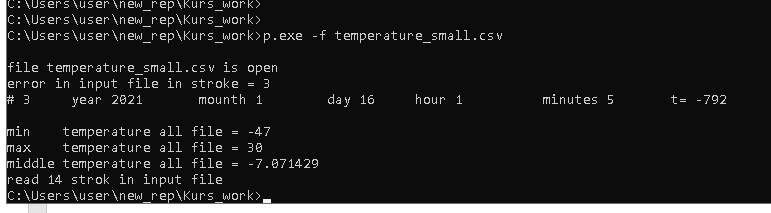 C:\Users\user\new_rep\Kurs_work>
C:\Users\user\new_rep\Kurs_work>
C:\Users\user\new_rep\Kurs_work>p.exe -f temperature_small.csv
file temperature_small.csv is open
error in input file in stroke = 3
# 3 year 2021 mounth 1 day 16 hour 1 minutes 5 t= -792
min temperature all file = -47
max temperature all file = 30
middle temperature all file = -7.071429
read 14 strok in input file
C:\Users\user\new_rep\Kurs_work>